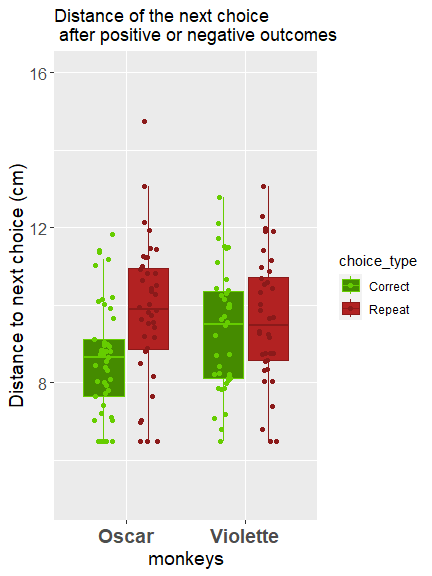 Distance of the next choice
after positive or negative outcomes
16
12
8
Distance to next choice (cm)
Oscar
Violette
monkeys
choice_type
Correct
Repeat